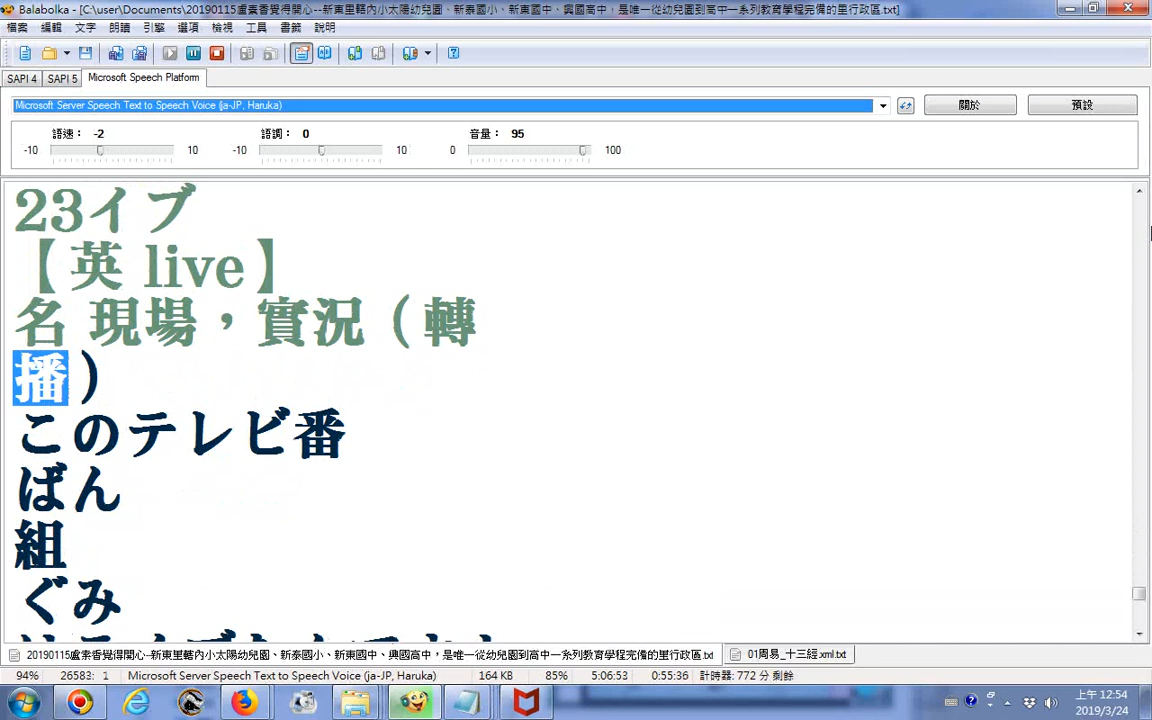 Balabolka - [C:\user\Documents\20190115盧素香覺得開心--新東里轄內小太陽幼兒園、新泰國小、新東國中、興國高中，是唯一從幼兒園到高中一系列教育學程完備的里行政區.txt]
檔案 編輯 文字 朗讀 引擎 選項 檢視 工具 書籤 說明
SAPI 4 SAPI 5 Microsoft Speech Platform
Microsoft Server Speech Text to Speech Voice (ja-JP, Haruka) 關於 預設
語速： -2 語調： 0 音量： 95
-10 10 -10 10 0 100
23イブ
【英 live】
名 現場，實況（轉
播）
このテレビ番
ばん
組
ぐみ
20190115盧素香覺得開心--新東里轄內小太陽幼兒園、新泰國小、新東國中、興國高中，是唯一從幼兒園到高中一系列教育學程完備的里行政區.txt 01周易_十三經.xml.txt
94% 26583: 1 Microsoft Server Speech Text to Speech Voice (ja-JP, Haruka) 164 KB 85% 5:06:53 0:55:36 計時器: 772 分 剩餘
上午 12:54
2019/3/24